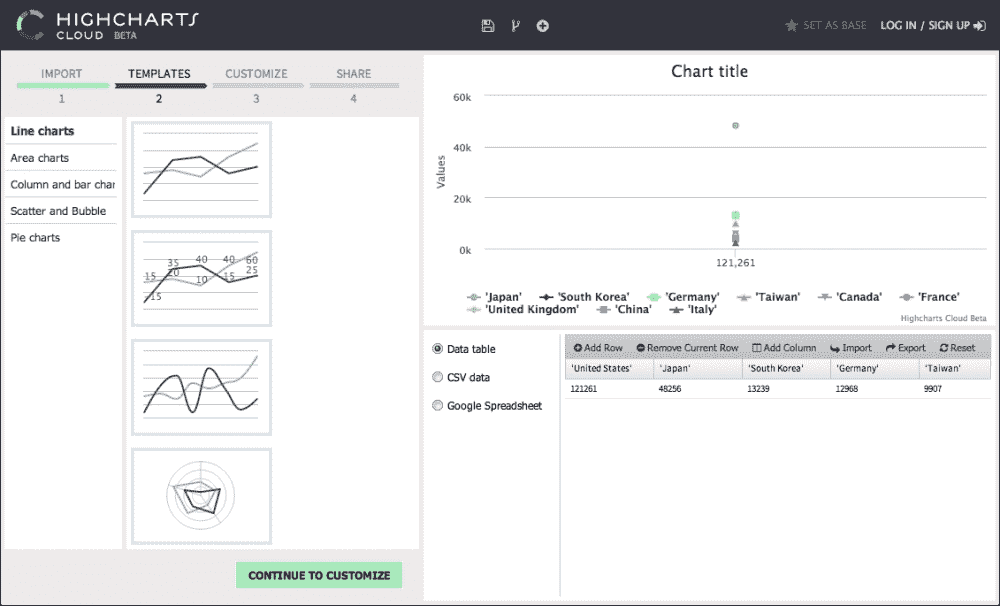 HIGHCHARTS
CLOUD BETA
SET AS BASE
LOG IN / SIGN UP
IMPORT
TEMPLATES
CUSTOMIZE
SHARE
1
2
3
4
Line charts
Area charts
Column and bar char
Scatter and Bubble
Pie charts
15 35 40 40 60
20 10 15 25
-15
CONTINUE TO CUSTOMIZE
Chart title
60k
40k
20k
0k
Values
121,261
'Japan' 'South Korea' 'Germany' 'Taiwan' 'Canada' 'France'
'United Kingdom' 'China' 'Italy'
Highcharts Cloud Beta
Data table
CSV data
Google Spreadsheet
Add Row Remove Current Row Add Column Import Export Reset
'United States' 'Japan' 'South Korea' 'Germany' 'Taiwan'
121261 48256 13239 12968 9907